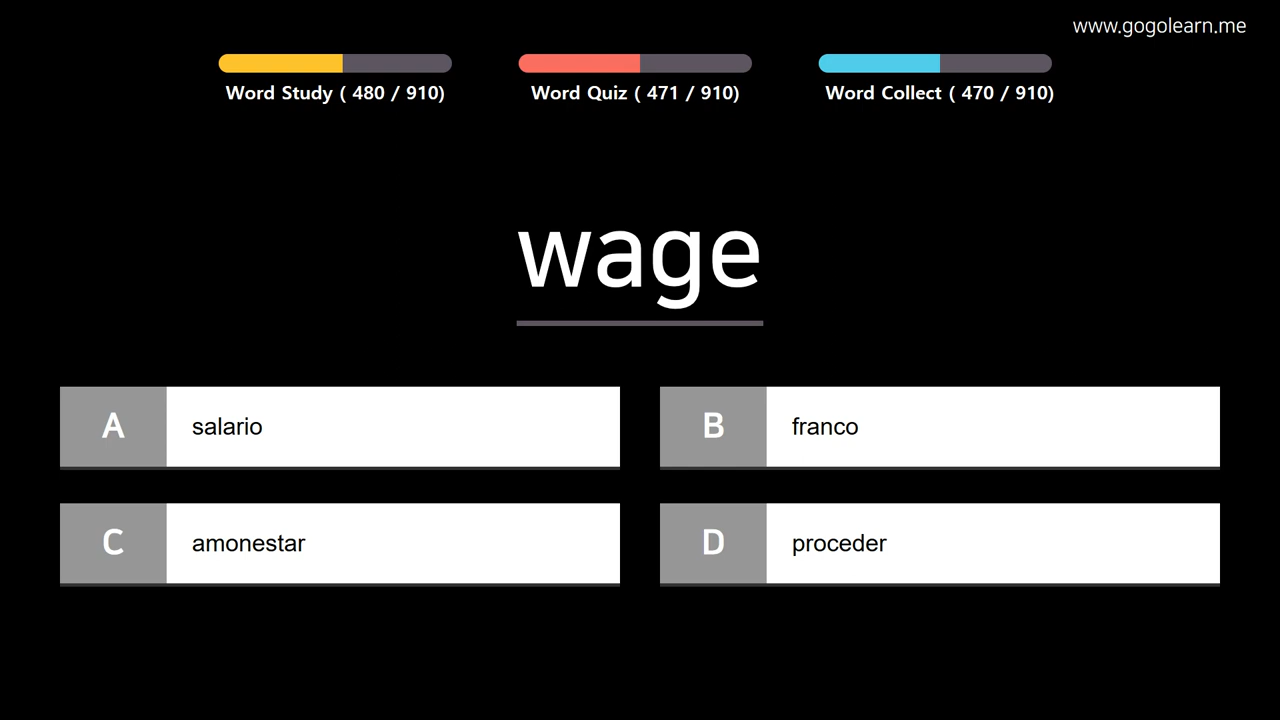 www.gogolearn.me
Word Study ( 480 / 910)
Word Quiz ( 471 / 910)
Word Collect ( 470 / 910)
wage
A salario
B franco
C amonestar
D proceder